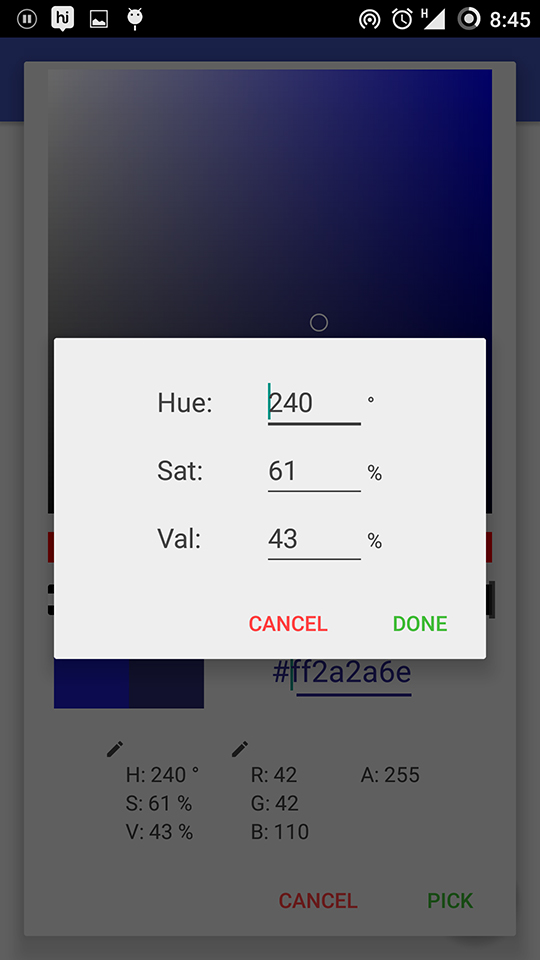 hi
H
8:45
Hue: 240 °
Sat: 61 %
Val: 43 %
CANCEL DONE
#ff2a2a6e
H: 240 ° R: 42 A: 255
S: 61 % G: 42
V: 43 % B: 110
CANCEL PICK